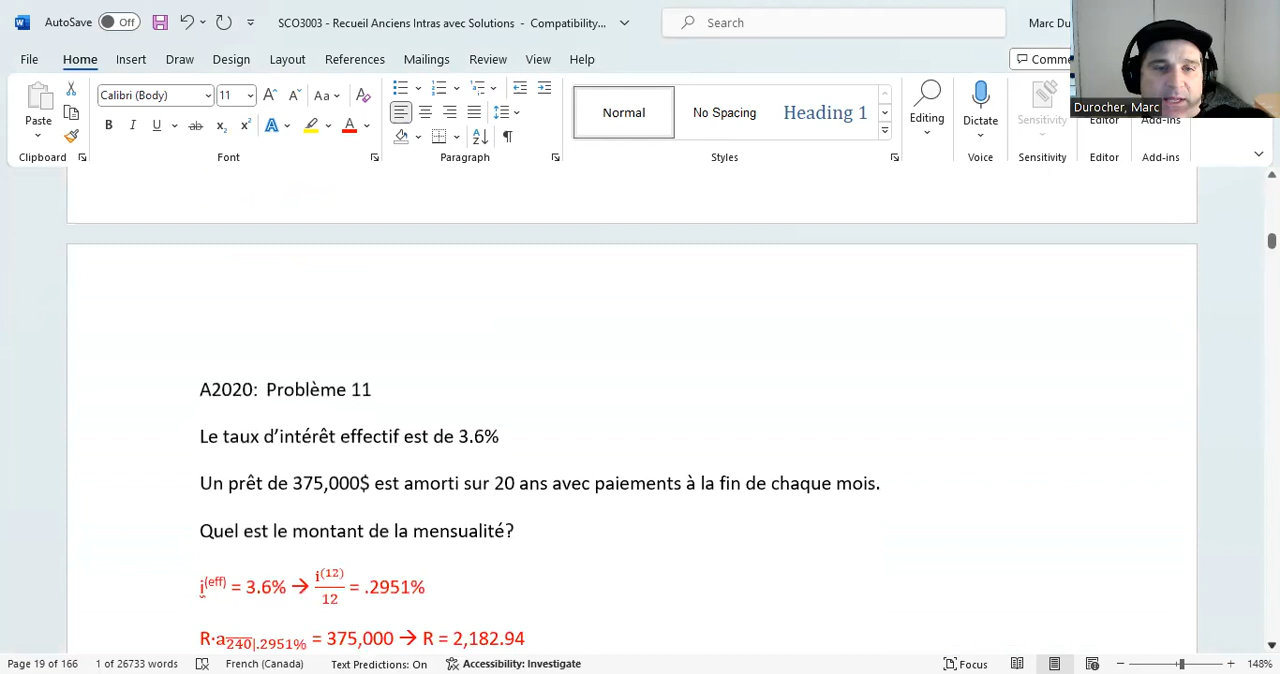 AutoSave Off SCO3003 - Recueil Anciens Intras avec Solutions - Compatibility... Search Marc Du
File Home Insert Draw Design Layout References Mailings Review View Help Comme
Durocher, Marc
Calibri (Body) 11 Aa
Paste Normal No Spacing Heading 1 Editing Dictate Sensitivity Editor Add-ins
B I U ab x₂ x² A A
Clipboard Font Paragraph Styles Voice Sensitivity Editor Add-ins
A2020: Problème 11
Le taux d’intérêt effectif est de 3.6%
Un prêt de 375,000$ est amorti sur 20 ans avec paiements à la fin de chaque mois.
Quel est le montant de la mensualité?
i(eff) = 3.6% → i(12)/12 = .2951%
R·a240|.2951% = 375,000 → R = 2,182.94
Page 19 of 166 1 of 26733 words French (Canada) Text Predictions: On Accessibility: Investigate Focus 148%